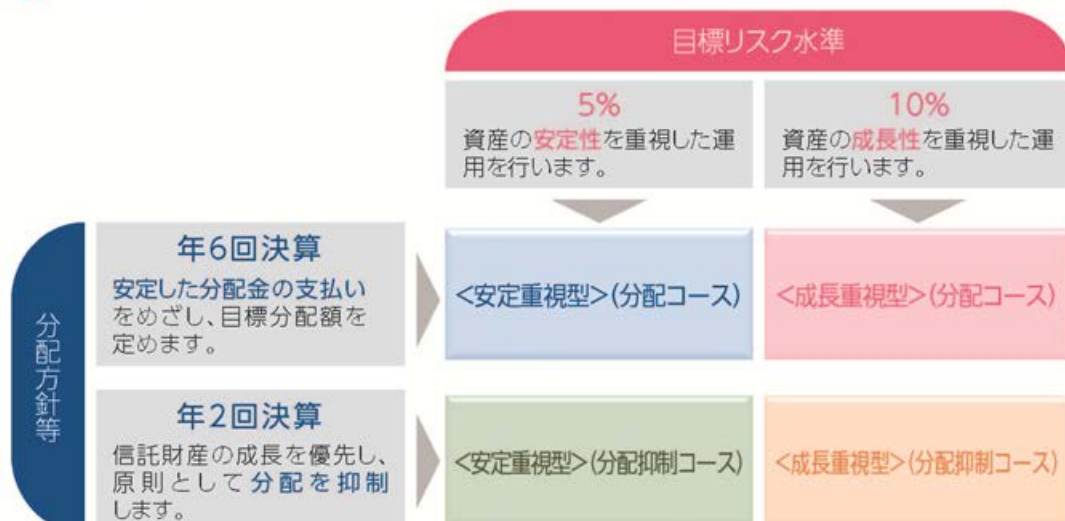 目標リスク水準
5%
資産の安定性を重視した運
用を行います。
10%
資産の成長性を重視した運
用を行います。
分配方針等
年6回決算
安定した分配金の支払い
をめざし、目標分配額を
定めます。
<安定重視型>(分配コース)
<成長重視型>(分配コース)
年2回決算
信託財産の成長を優先し、
原則として分配を抑制
します。
<安定重視型>(分配抑制コース)
<成長重視型>(分配抑制コース)